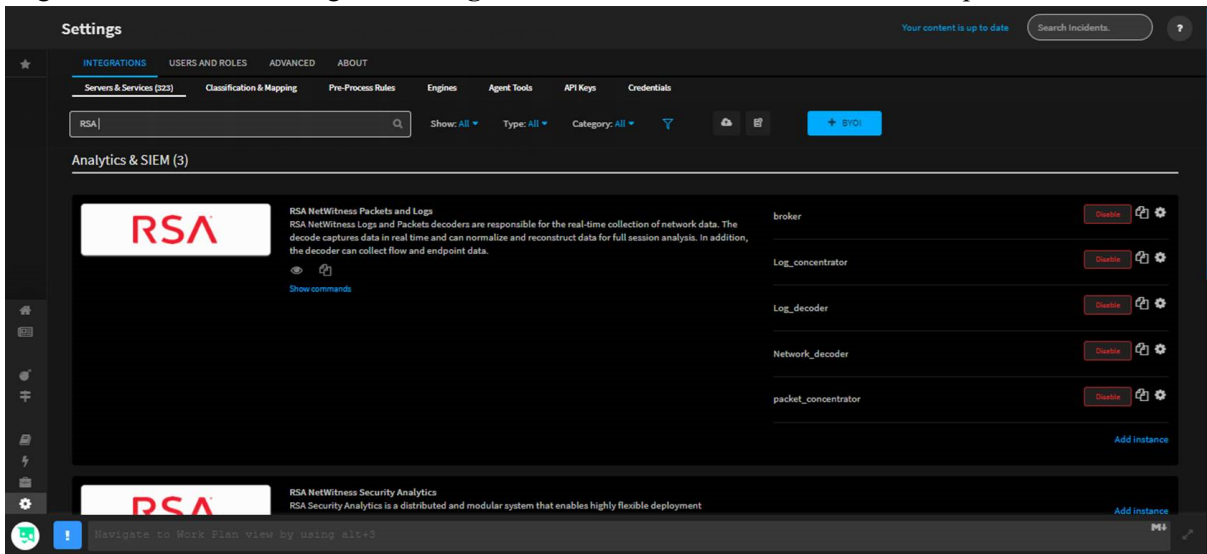 Settings
Your content is up to date
Search Incidents.
?
INTEGRATIONS USERS AND ROLES ADVANCED ABOUT
Servers & Services (323) Classification & Mapping Pre-Process Rules Engines Agent Tools API Keys Credentials
RSA
Show: All Type: All Category: All
+ BYOI
Analytics & SIEM (3)
RSA
RSA NetWitness Packets and Logs
RSA NetWitness Logs and Packets decoders are responsible for the real-time collection of network data. The
decode captures data in real time and can normalize and reconstruct data for full session analysis. In addition,
the decoder can collect flow and endpoint data.
Show commands
broker Disable
Log_concentrator Disable
Log_decoder Disable
Network_decoder Disable
packet_concentrator Disable
Add instance
RSA
RSA NetWitness Security Analytics
RSA Security Analytics is a distributed and modular system that enables highly flexible deployment
Add instance
! Navigate to Work Plan view by using alt+3
M↓